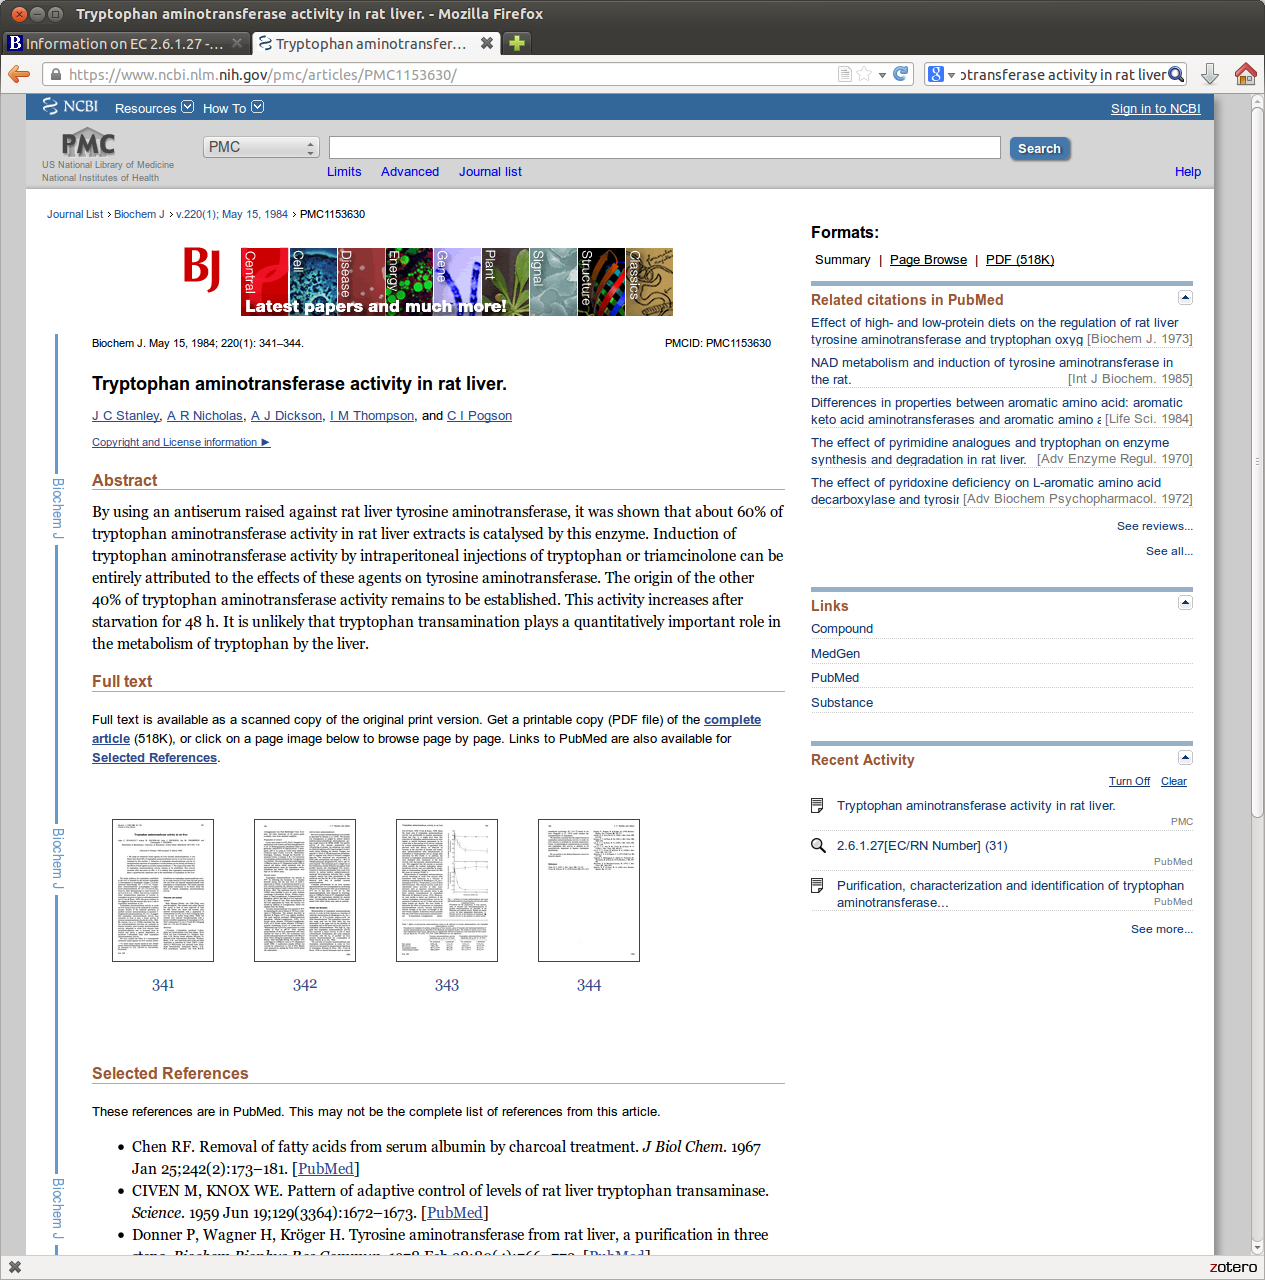 Tryptophan aminotransferase activity in rat liver. - Mozilla Firefox
Information on EC 2.6.1.27 -...
Tryptophan aminotransfer...
https://www.ncbi.nlm.nih.gov/pmc/articles/PMC1153630/
transferase activity in rat liver
NCBI Resources How To Sign in to NCBI
PMC
US National Library of Medicine
National Institutes of Health
PMC
Search
Limits Advanced Journal list Help
Journal List > Biochem J > v.220(1); May 15, 1984 > PMC1153630
BJ
Central Cell Disease Energy Gene Plant Signal Structure Classics
Latest papers and much more!
Biochem J. May 15, 1984; 220(1): 341–344. PMCID: PMC1153630
Tryptophan aminotransferase activity in rat liver.
J C Stanley, A R Nicholas, A J Dickson, I M Thompson, and C I Pogson
Copyright and License information ►
Abstract
By using an antiserum raised against rat liver tyrosine aminotransferase, it was shown that about 60% of
tryptophan aminotransferase activity in rat liver extracts is catalysed by this enzyme. Induction of
tryptophan aminotransferase activity by intraperitoneal injections of tryptophan or triamcinolone can be
entirely attributed to the effects of these agents on tyrosine aminotransferase. The origin of the other
40% of tryptophan aminotransferase activity remains to be established. This activity increases after
starvation for 48 h. It is unlikely that tryptophan transamination plays a quantitatively important role in
the metabolism of tryptophan by the liver.
Full text
Full text is available as a scanned copy of the original print version. Get a printable copy (PDF file) of the complete
article (518K), or click on a page image below to browse page by page. Links to PubMed are also available for
Selected References.
341 342 343 344
Selected References
These references are in PubMed. This may not be the complete list of references from this article.
• Chen RF. Removal of fatty acids from serum albumin by charcoal treatment. J Biol Chem. 1967
Jan 25;242(2):173–181. [PubMed]
• CIVEN M, KNOX WE. Pattern of adaptive control of levels of rat liver tryptophan transaminase.
Science. 1959 Jun 19;129(3364):1672–1673. [PubMed]
• Donner P, Wagner H, Kröger H. Tyrosine aminotransferase from rat liver, a purification in three
Biochem J
Biochem J
Biochem J
Formats:
Summary | Page Browse | PDF (518K)
Related citations in PubMed
Effect of high- and low-protein diets on the regulation of rat liver
tyrosine aminotransferase and tryptophan oxyg [Biochem J. 1973]
NAD metabolism and induction of tyrosine aminotransferase in
the rat. [Int J Biochem. 1985]
Differences in properties between aromatic amino acid: aromatic
keto acid aminotransferases and aromatic amino a [Life Sci. 1984]
The effect of pyrimidine analogues and tryptophan on enzyme
synthesis and degradation in rat liver. [Adv Enzyme Regul. 1970]
The effect of pyridoxine deficiency on L-aromatic amino acid
decarboxylase and tyrosin [Adv Biochem Psychopharmacol. 1972]
See reviews...
See all...
Links
Compound
MedGen
PubMed
Substance
Recent Activity
Turn Off Clear
Tryptophan aminotransferase activity in rat liver.
PMC
2.6.1.27[EC/RN Number] (31)
PubMed
Purification, characterization and identification of tryptophan
aminotransferase... PubMed
See more...
zotero